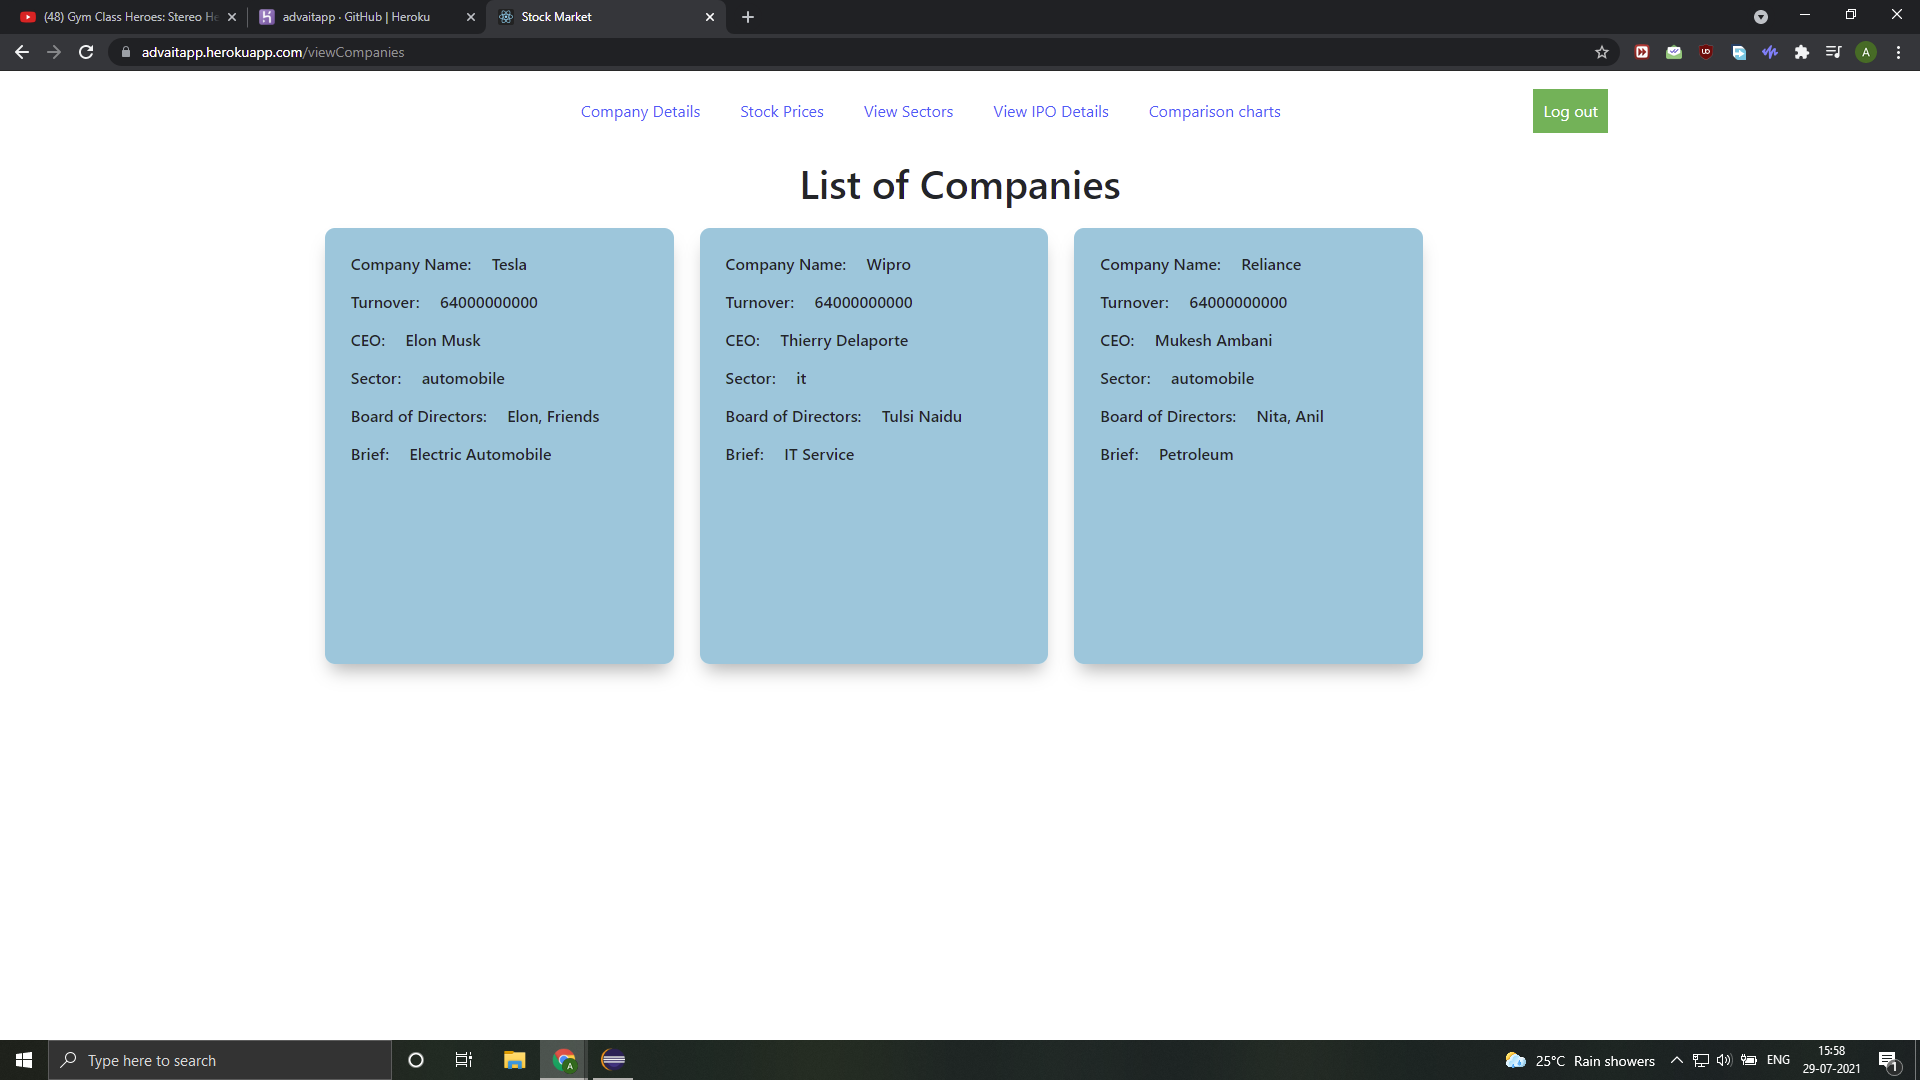 (48) Gym Class Heroes: Stereo He
advaitapp · GitHub | Heroku
Stock Market
advaitapp.herokuapp.com/viewCompanies
A
Company Details
Stock Prices
View Sectors
View IPO Details
Comparison charts
Log out
List of Companies
Company Name: Tesla
Turnover: 64000000000
CEO: Elon Musk
Sector: automobile
Board of Directors: Elon, Friends
Brief: Electric Automobile
Company Name: Wipro
Turnover: 64000000000
CEO: Thierry Delaporte
Sector: it
Board of Directors: Tulsi Naidu
Brief: IT Service
Company Name: Reliance
Turnover: 64000000000
CEO: Mukesh Ambani
Sector: automobile
Board of Directors: Nita, Anil
Brief: Petroleum
Type here to search
A
25°C Rain showers
ENG
15:58
29-07-2021
1